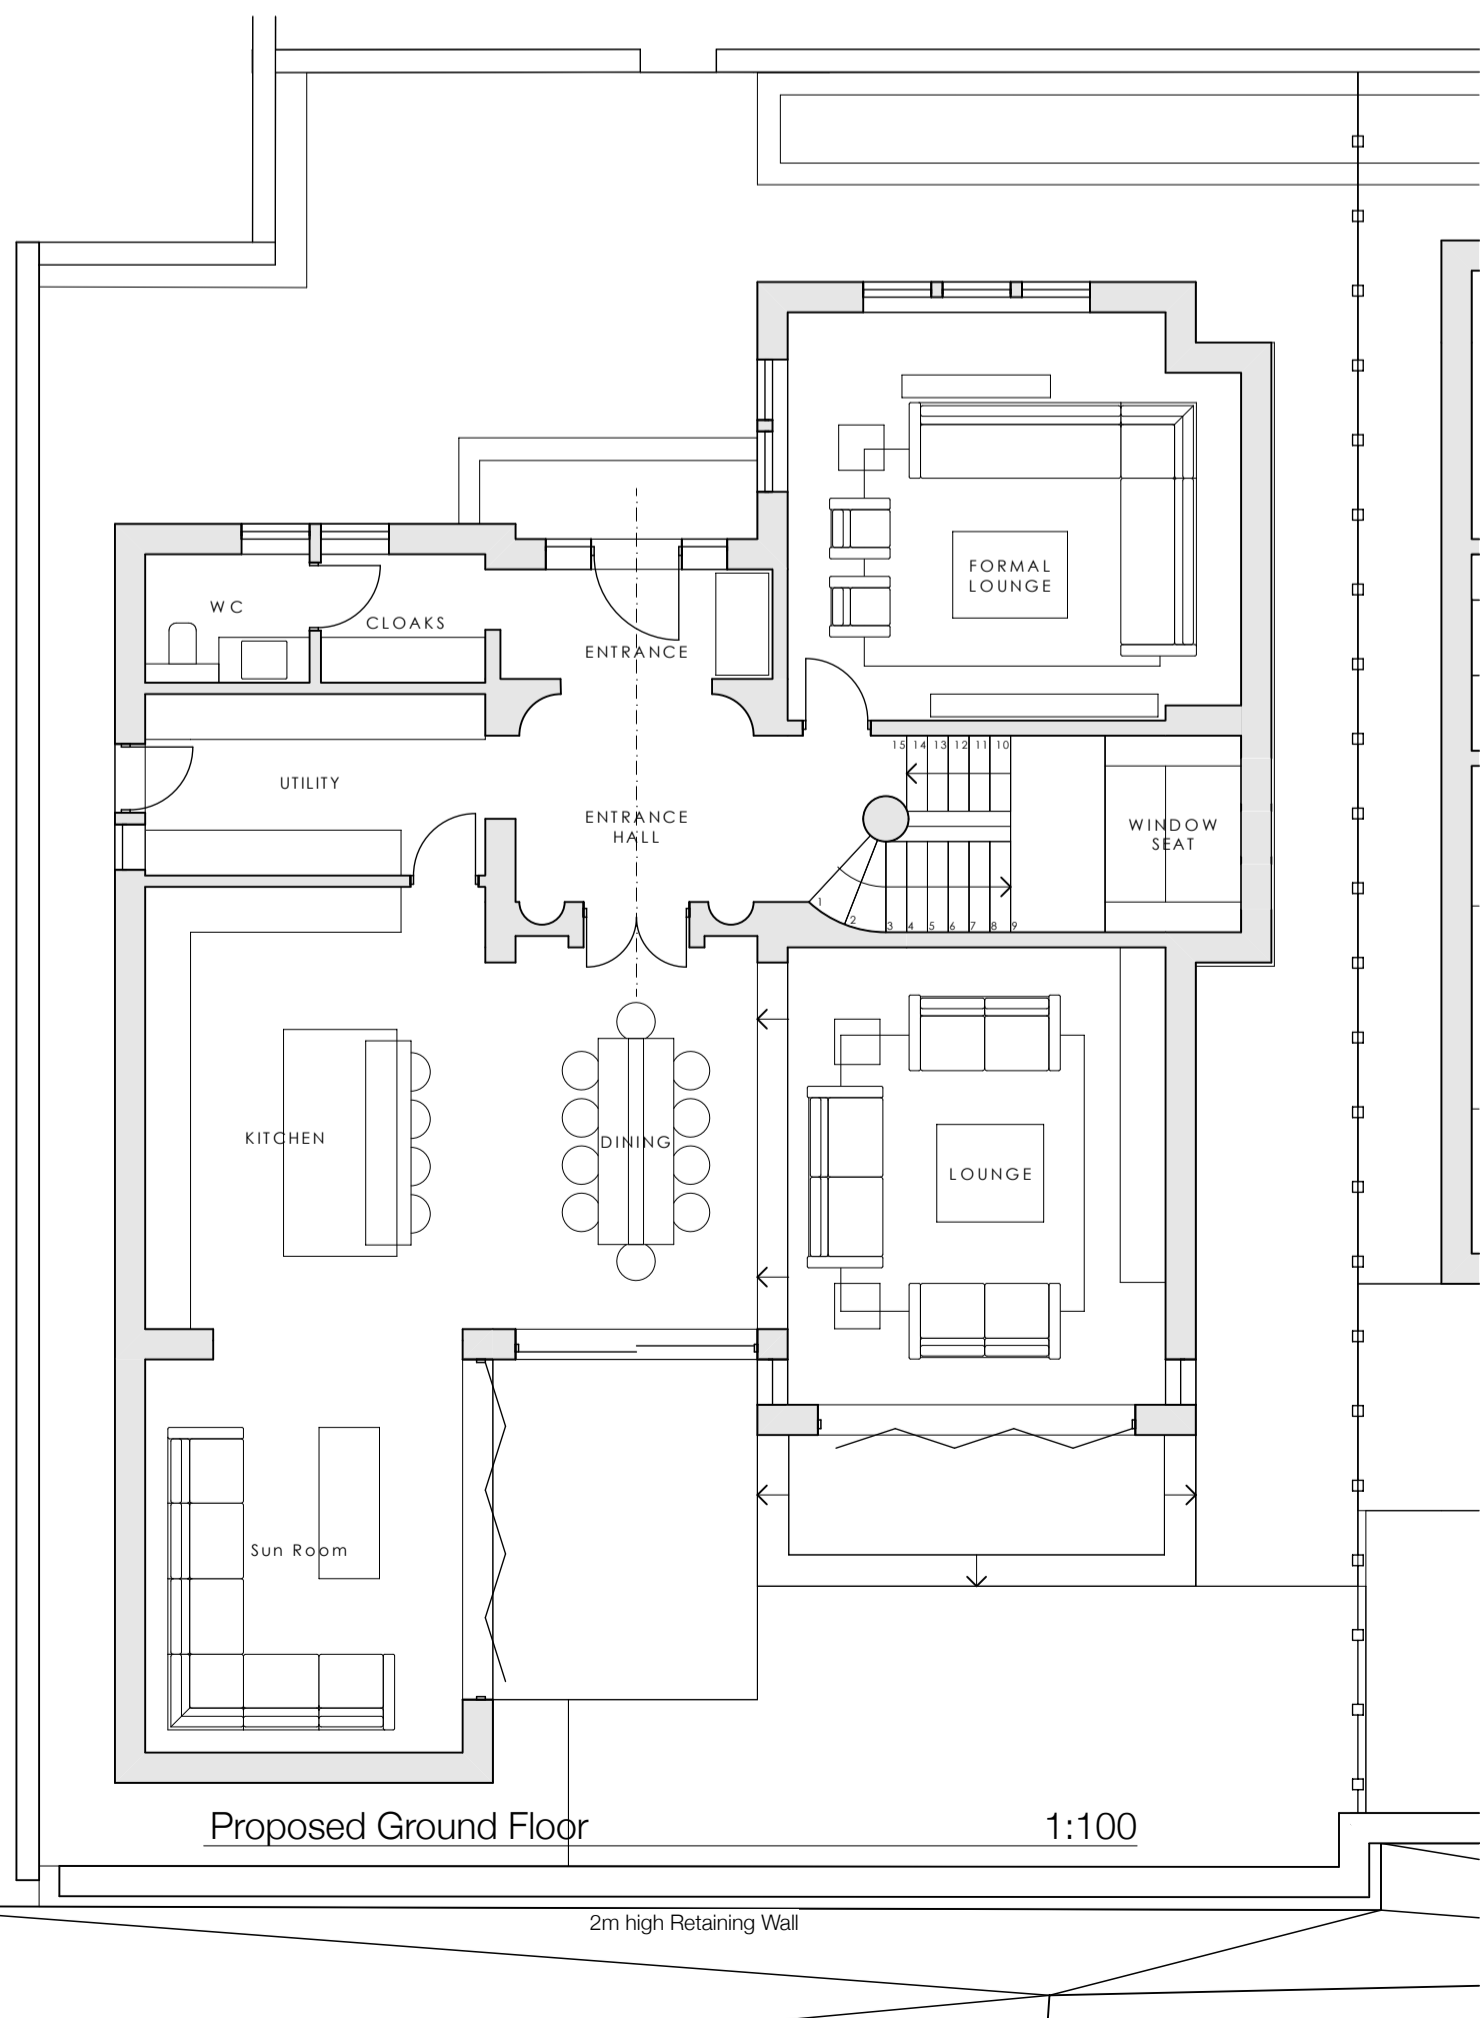 FORMAL
LOUNGE
WC
CLOAKS
ENTRANCE
15 14 13 12 11 10
UTILITY
ENTRANCE
HALL
WINDOW
SEAT
1
2
3 4 5 6 7 8 9
KITCHEN
DINING
LOUNGE
Sun Room
Proposed Ground Floor 1:100
2m high Retaining Wall